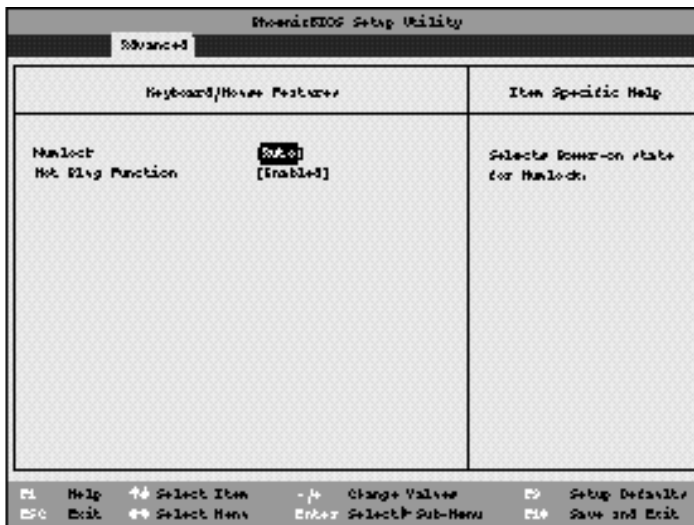 PhoenixBIOS Setup Utility
Advanced
Keyboard/Mouse Features
Item Specific Help
Numlock [Auto]
Hot Plug Function [Enabled]
Selects Power-on state
for Numlock.
F1 Help ↑↓ Select Item -/+ Change Values F9 Setup Defaults
ESC Exit ↔ Select Menu Enter Select ▶ Sub-Menu F10 Save and Exit